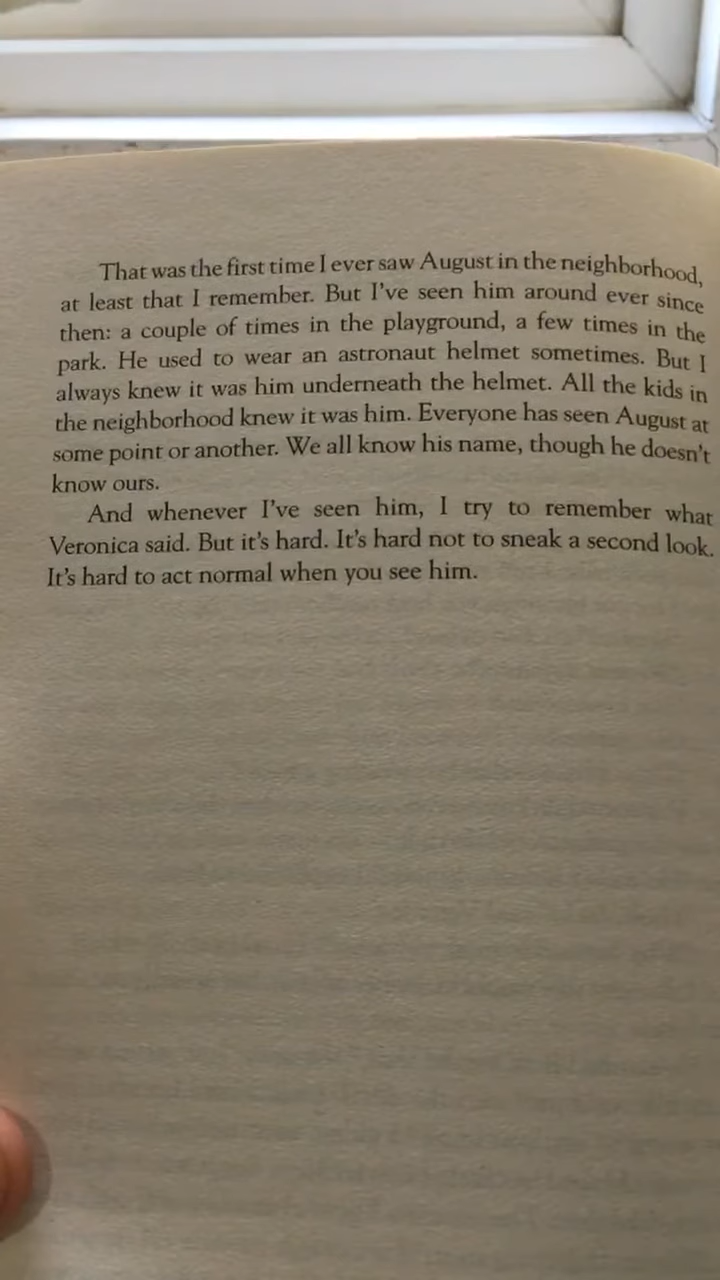 That was the first time I ever saw August in the neighborhood,
at least that I remember. But I've seen him around ever since
then: a couple of times in the playground, a few times in the
park. He used to wear an astronaut helmet sometimes. But I
always knew it was him underneath the helmet. All the kids in
the neighborhood knew it was him. Everyone has seen August at
some point or another. We all know his name, though he doesn't
know ours.
And whenever I've seen him, I try to remember what
Veronica said. But it's hard. It's hard not to sneak a second look.
It's hard to act normal when you see him.